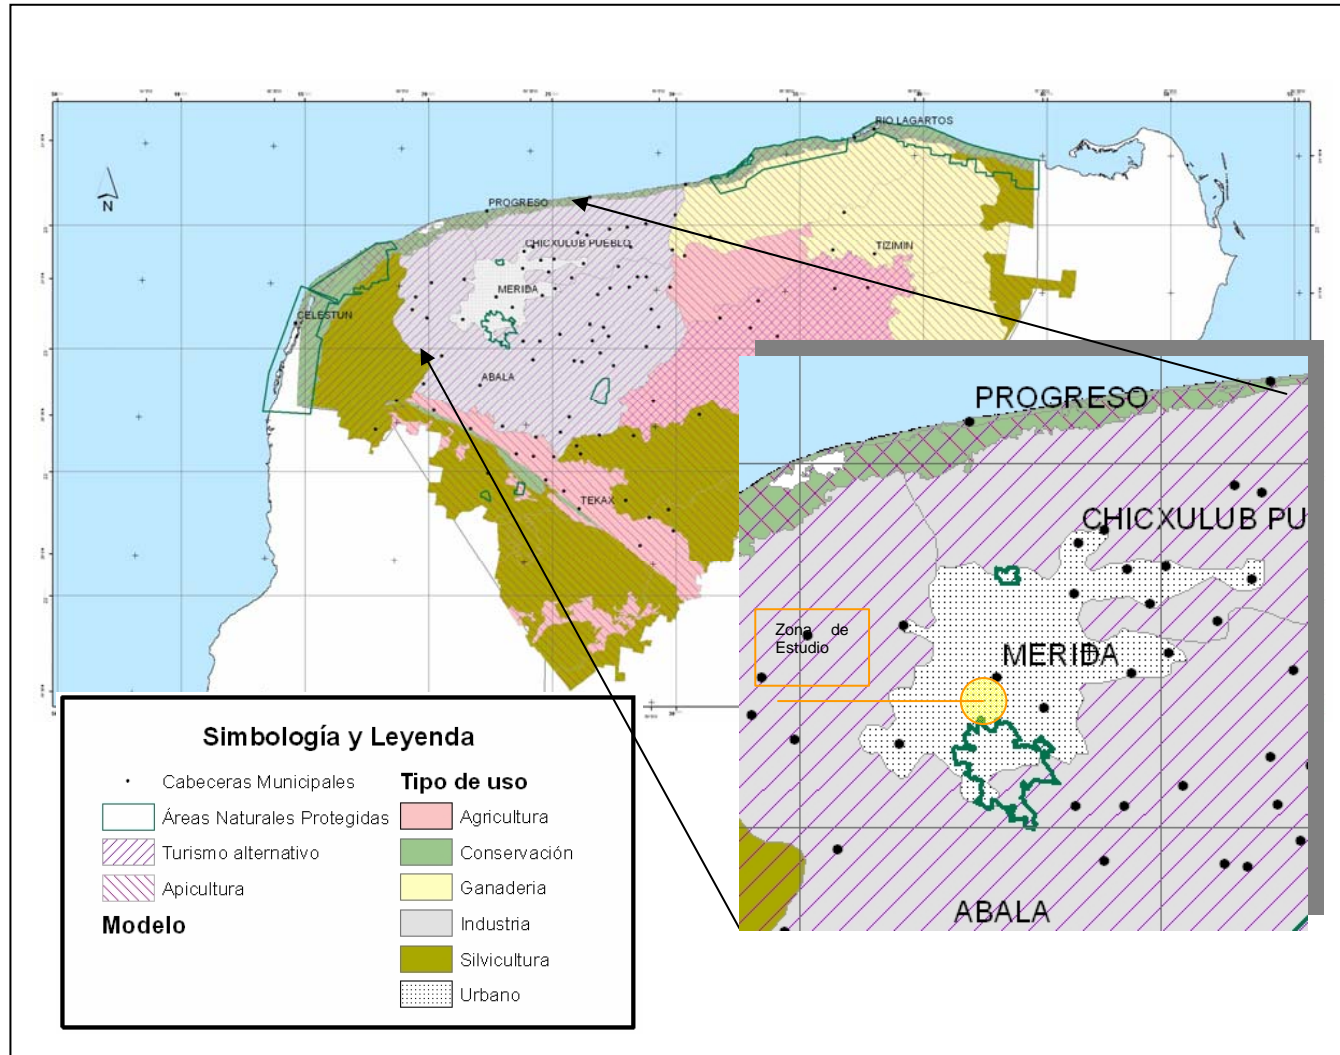 RIO LAGARTOS
PROGRESO
CHICXULUB PUEBLO
TIZIMIN
MERIDA
CELESTUN
ABALA
TEKAX
N
PROGRESO
CHICXULUB PU
Zona de
Estudio
MERIDA
ABALA
Simbología y Leyenda
Cabeceras Municipales
Áreas Naturales Protegidas
Turismo alternativo
Apicultura
Modelo
Tipo de uso
Agricultura
Conservación
Ganaderia
Industria
Silvicultura
Urbano